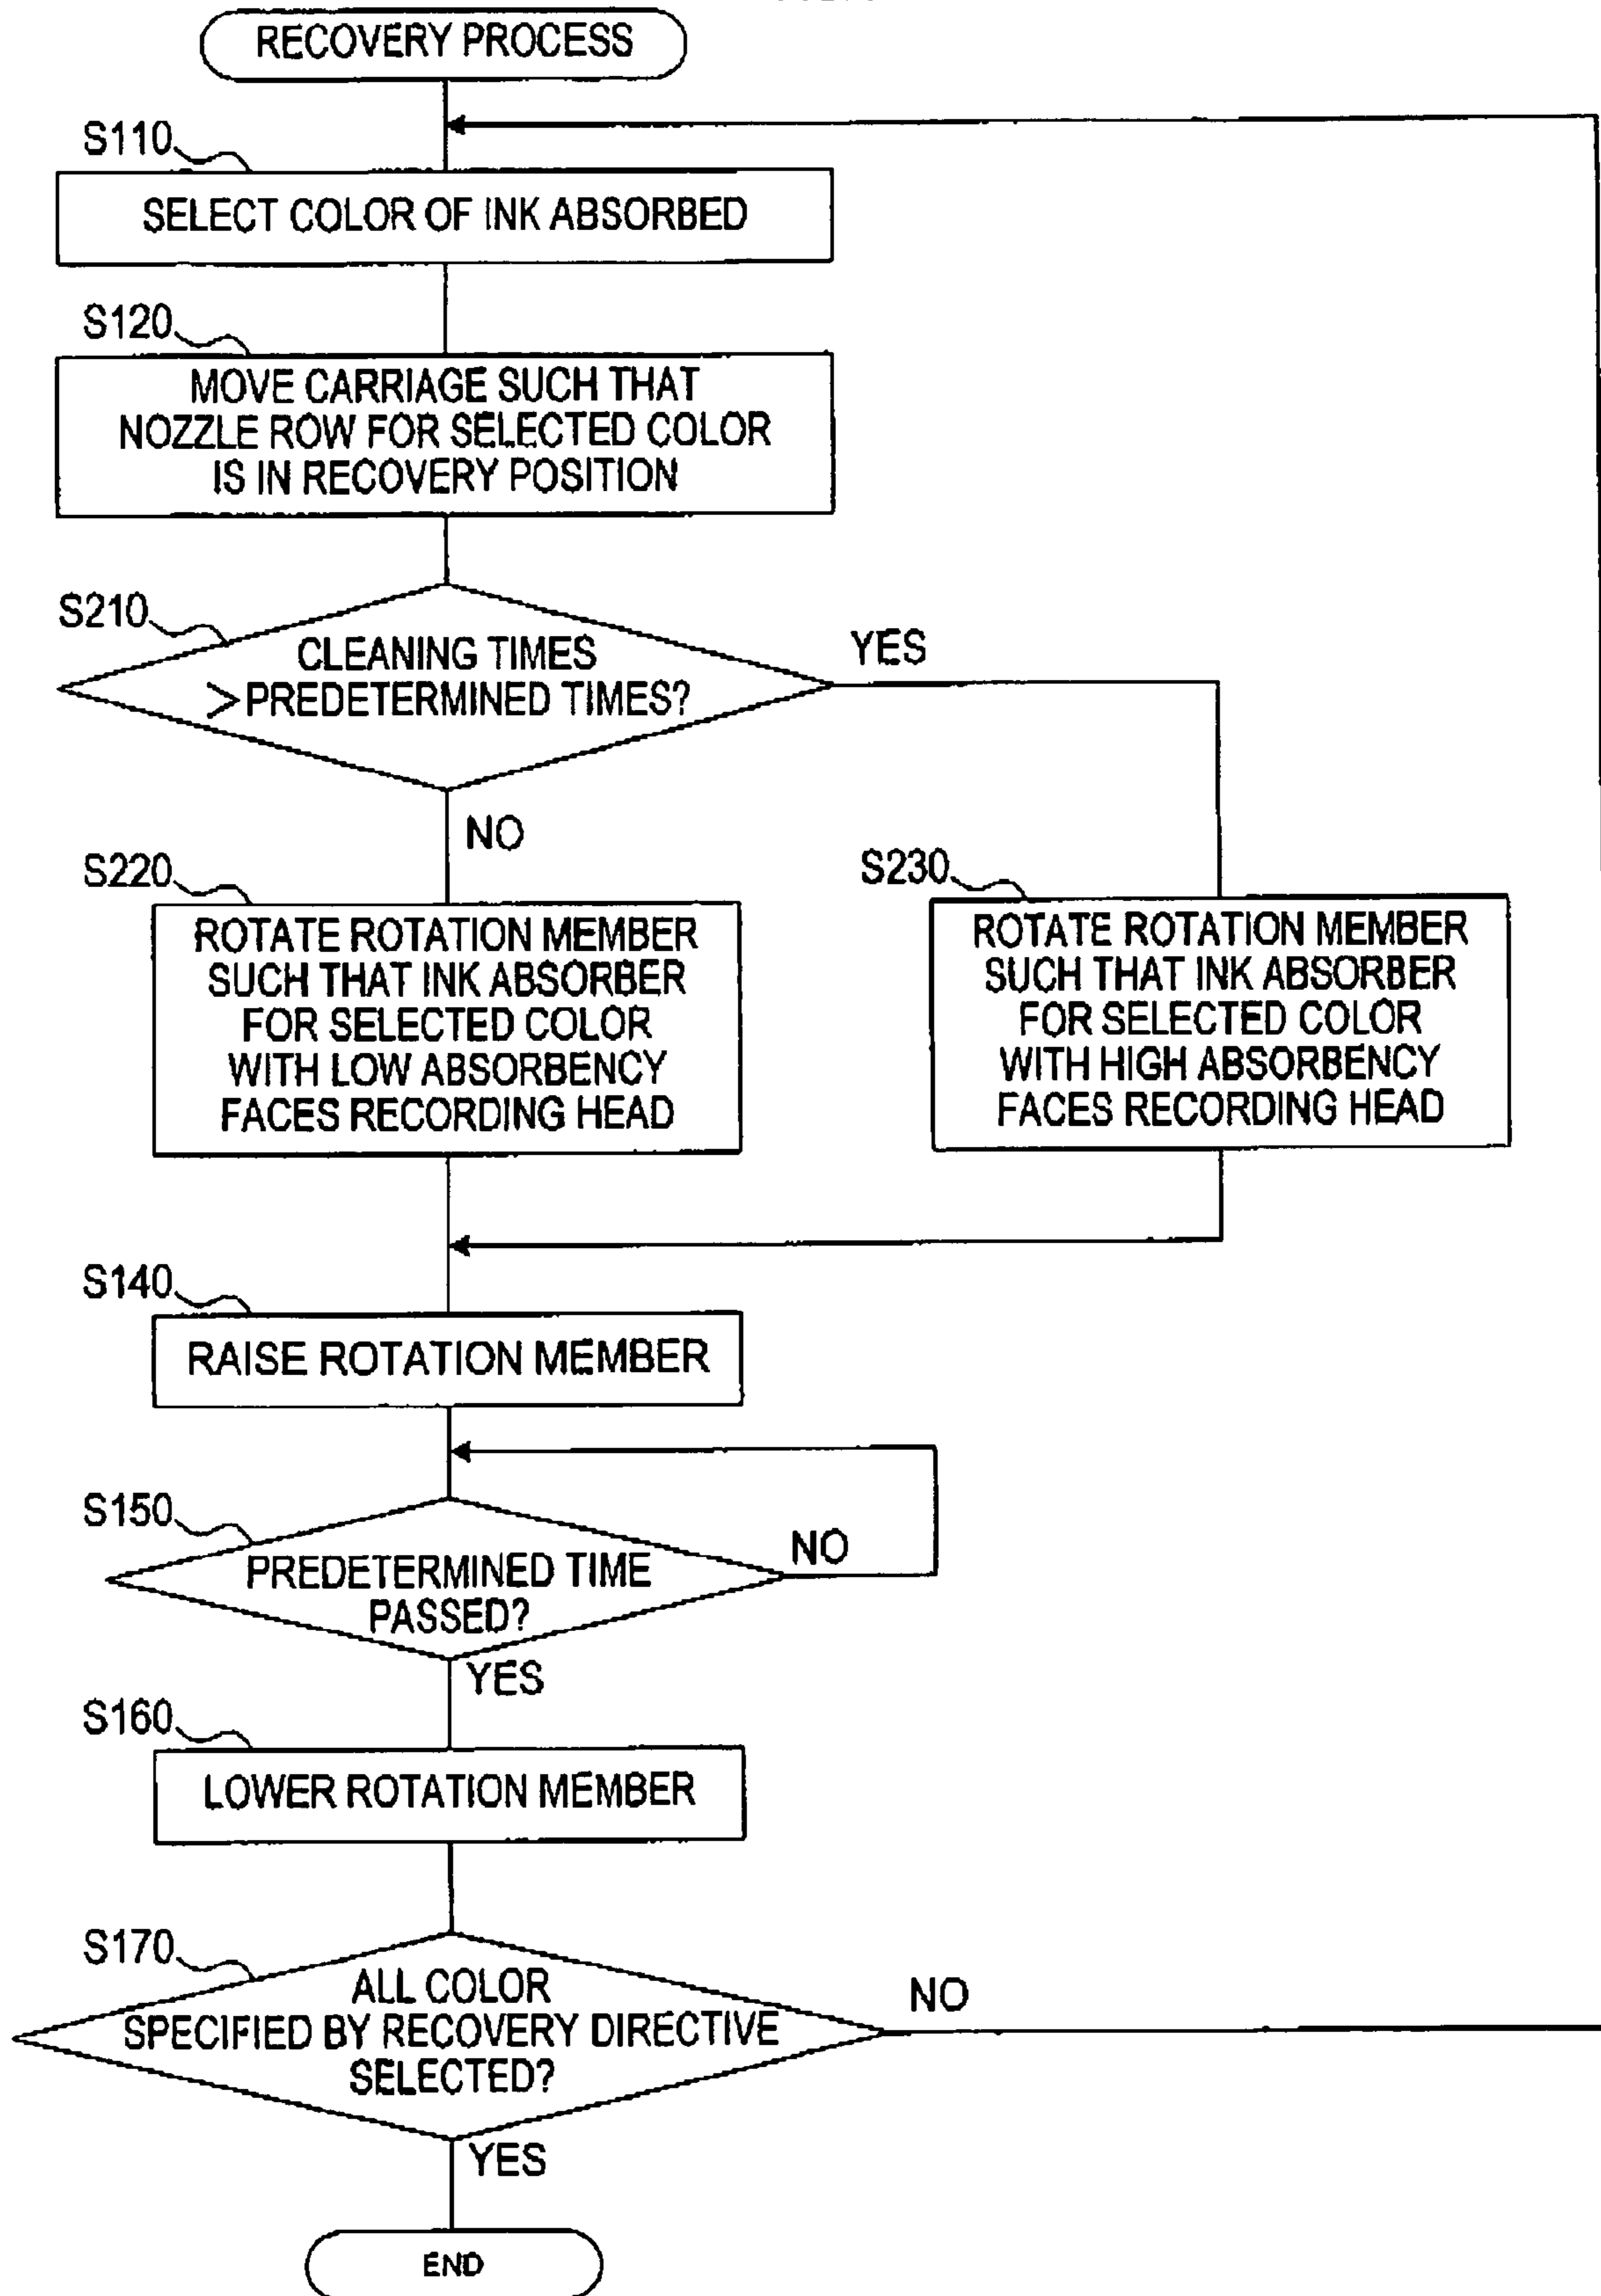 RECOVERY PROCESS
S110
SELECT COLOR OF INK ABSORBED
S120
MOVE CARRIAGE SUCH THAT
NOZZLE ROW FOR SELECTED COLOR
IS IN RECOVERY POSITION
S210
CLEANING TIMES
>PREDETERMINED TIMES?
YES
NO
S220
ROTATE ROTATION MEMBER
SUCH THAT INK ABSORBER
FOR SELECTED COLOR
WITH LOW ABSORBENCY
FACES RECORDING HEAD
S230
ROTATE ROTATION MEMBER
SUCH THAT INK ABSORBER
FOR SELECTED COLOR
WITH HIGH ABSORBENCY
FACES RECORDING HEAD
S140
RAISE ROTATION MEMBER
S150
PREDETERMINED TIME
PASSED?
NO
YES
S160
LOWER ROTATION MEMBER
S170
ALL COLOR
SPECIFIED BY RECOVERY DIRECTIVE
SELECTED?
NO
YES
END